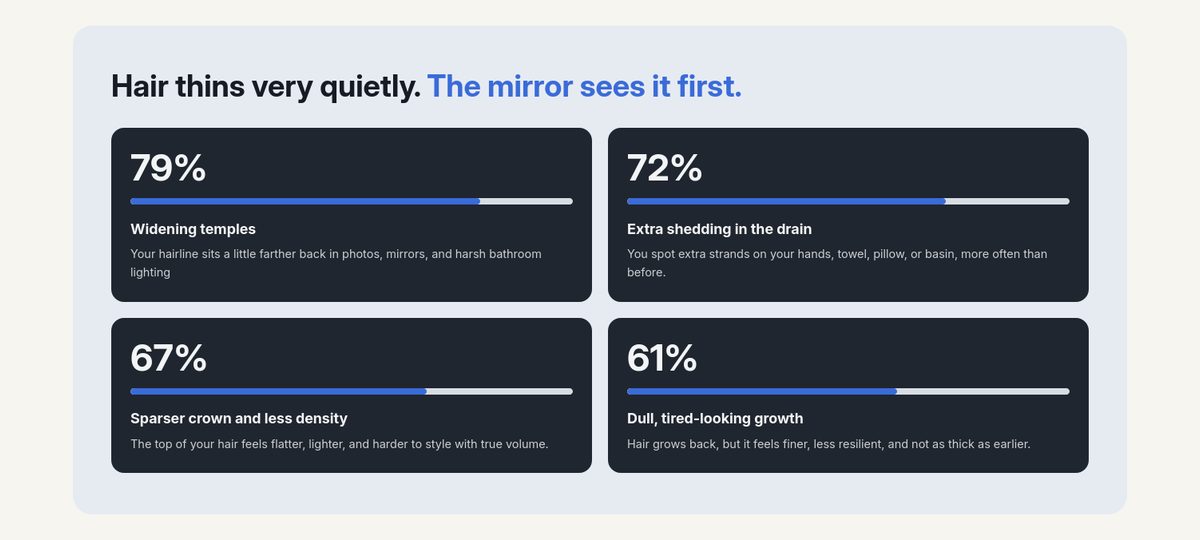 Hair thins very quietly. The mirror sees it first.
79%
Widening temples
Your hairline sits a little farther back in photos, mirrors, and harsh bathroom
lighting
72%
Extra shedding in the drain
You spot extra strands on your hands, towel, pillow, or basin, more often than
before.
67%
Sparser crown and less density
The top of your hair feels flatter, lighter, and harder to style with true volume.
61%
Dull, tired-looking growth
Hair grows back, but it feels finer, less resilient, and not as thick as earlier.